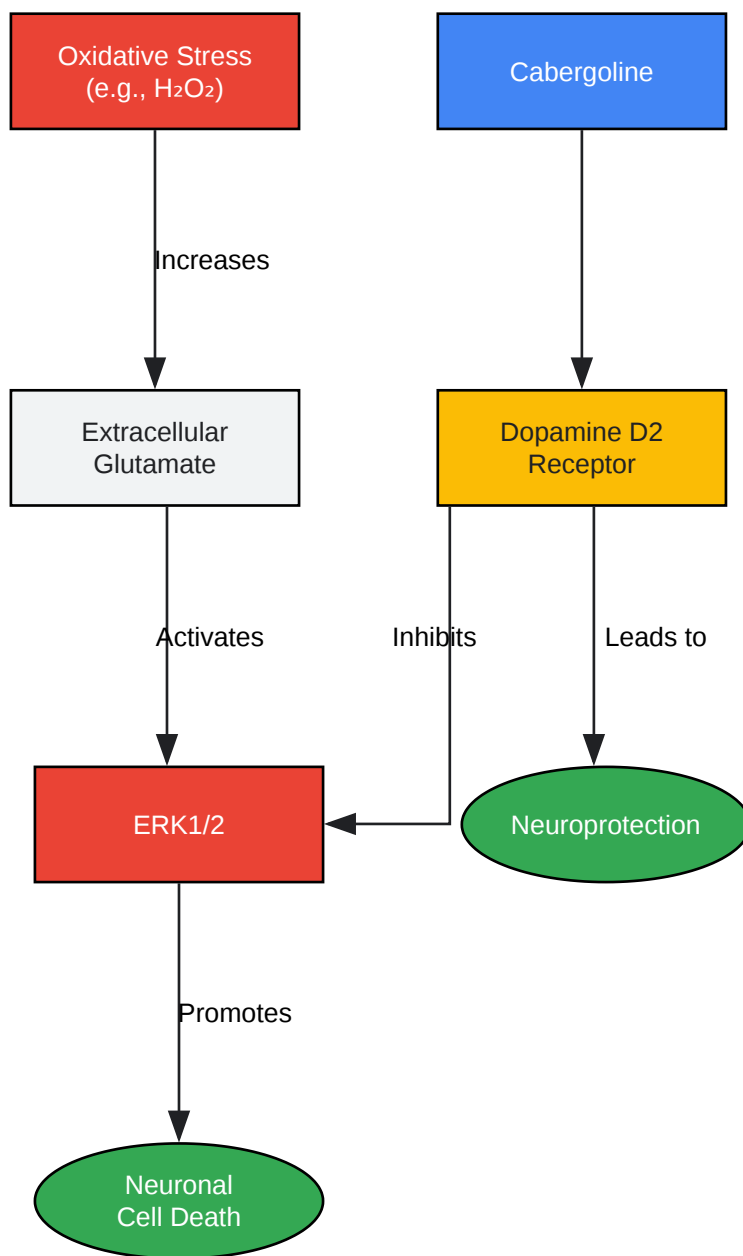 Oxidative Stress
(e.g., H₂O₂)
Cabergoline
Increases
Extracellular
Glutamate
Dopamine D2
Receptor
Activates
Inhibits
Leads to
ERK1/2
Neuroprotection
Promotes
Neuronal
Cell Death